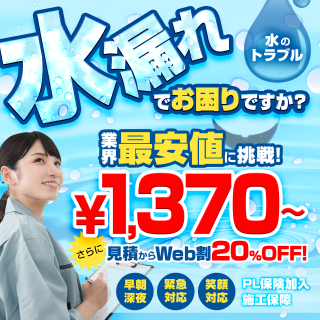 水のトラブル
水漏れ
でお困りですか?
業界最安値に挑戦!
¥1,370~
さらに見積からWeb割20%OFF!
早朝深夜
緊急対応
笑顔対応
PL保険加入
施工保障